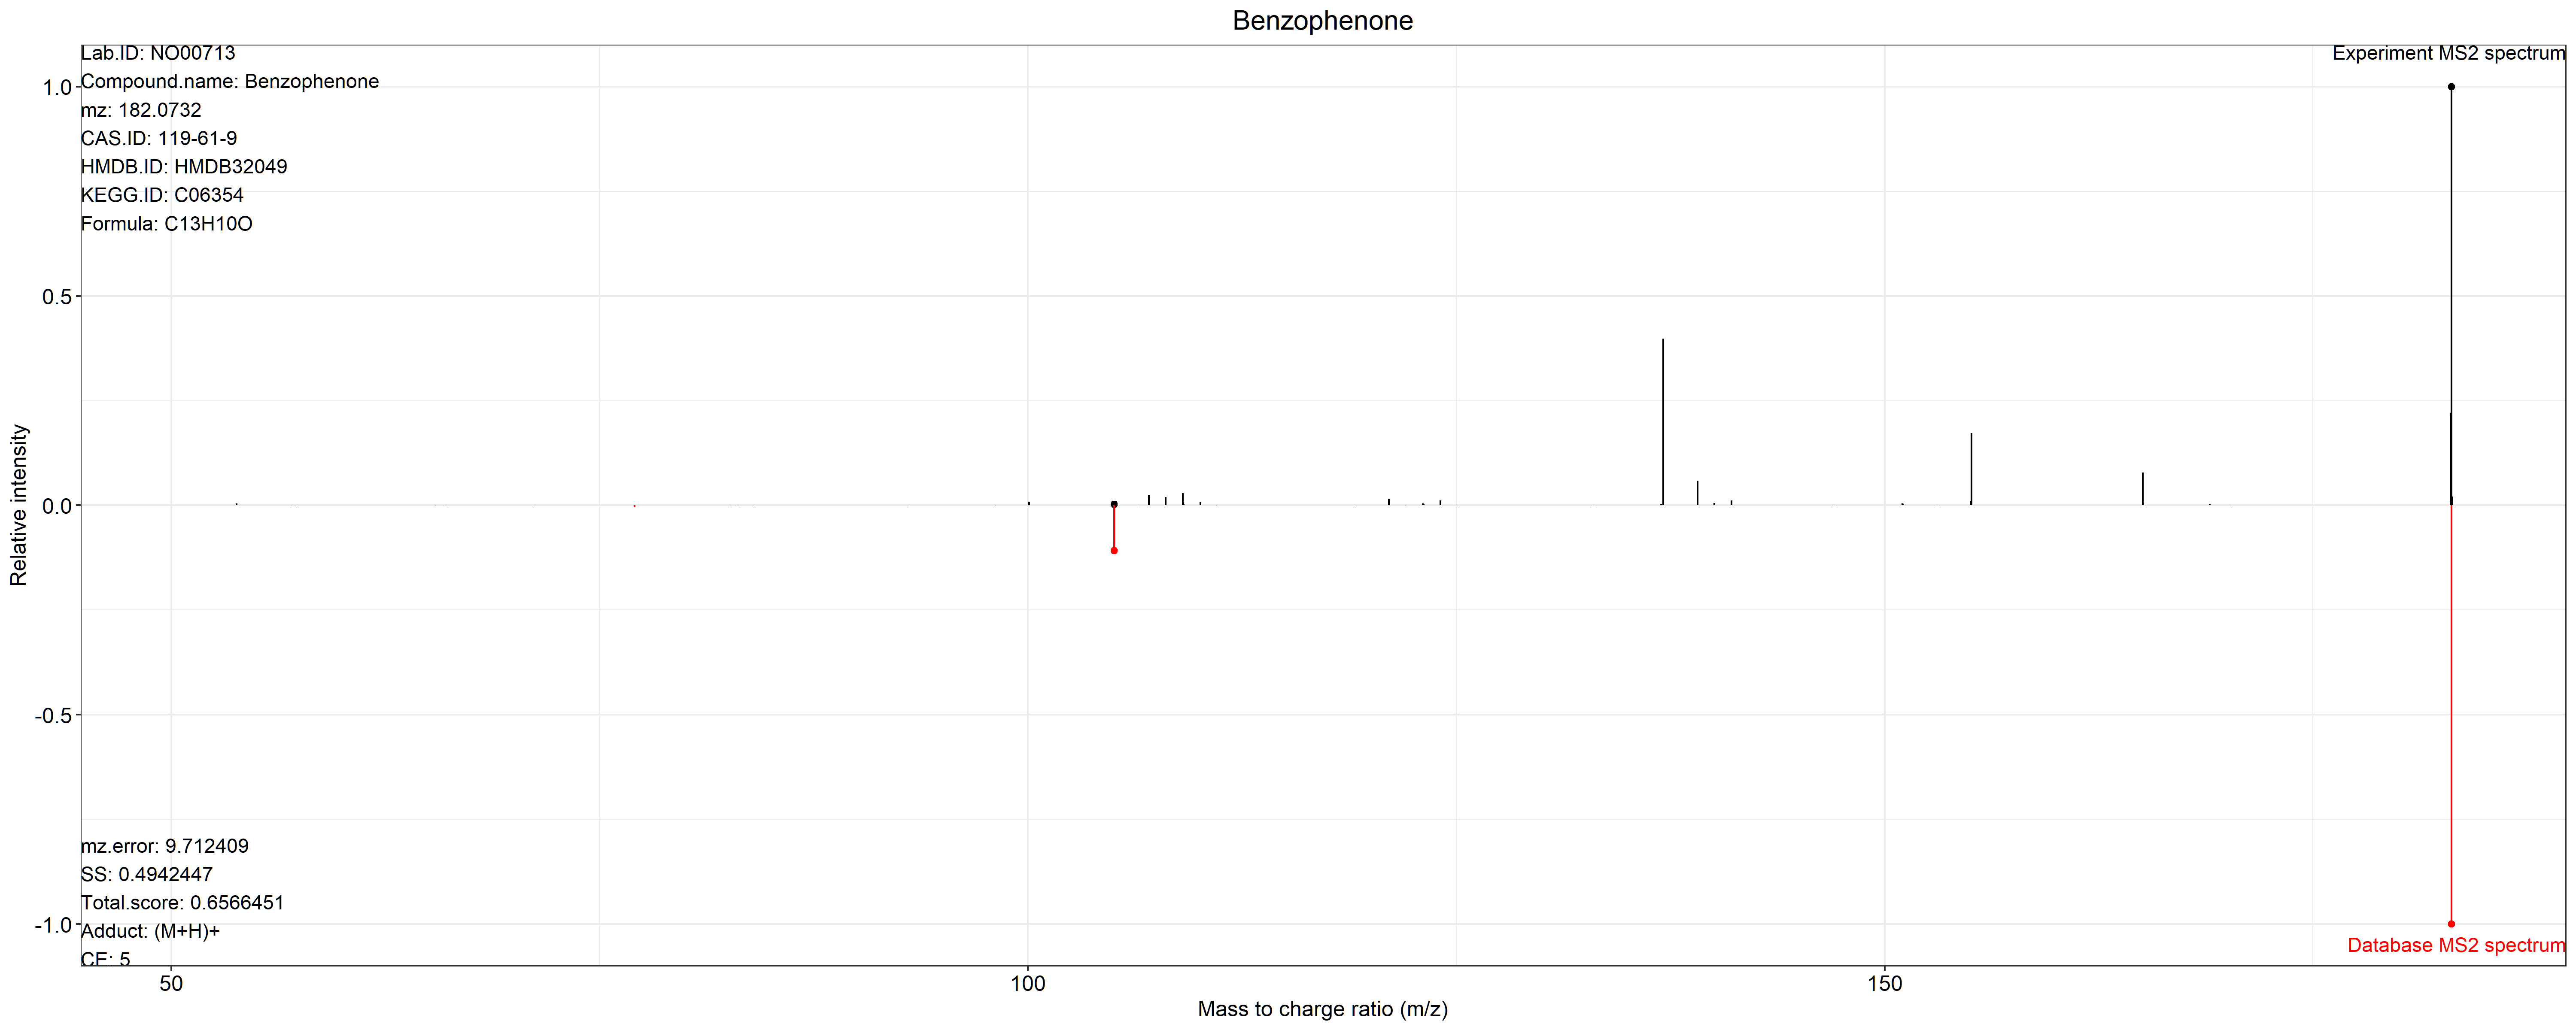 Benzophenone
Lab.ID: NO00713
Experiment MS2 spectrum
Compound.name: Benzophenone
mz: 182.0732
CAS.ID: 119-61-9
HMDB.ID: HMDB32049
KEGG.ID: C06354
Formula: C13H10O
1.0
0.5
0.0
-0.5
-1.0
Relative intensity
mz.error: 9.712409
SS: 0.4942447
Total.score: 0.6566451
Adduct: (M+H)+
CE: 5
Database MS2 spectrum
50
100
150
Mass to charge ratio (m/z)